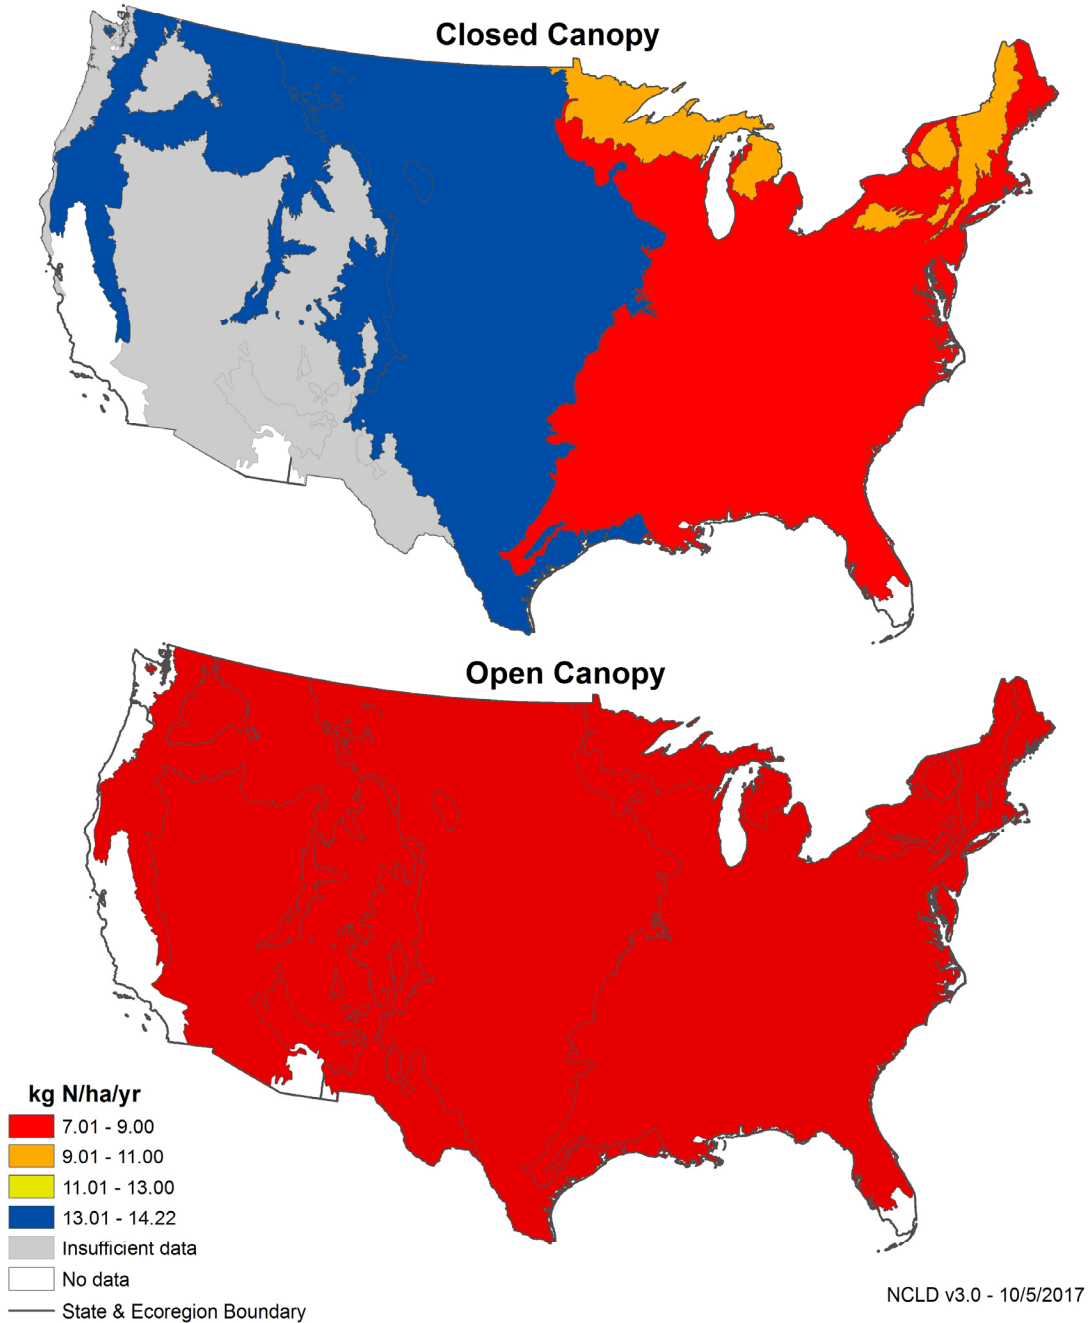 Closed Canopy
Open Canopy
kg N/ha/yr
7.01 - 9.00
9.01 - 11.00
11.01 - 13.00
13.01 - 14.22
Insufficient data
No data
State & Ecoregion Boundary
NCLD v3.0 - 10/5/2017